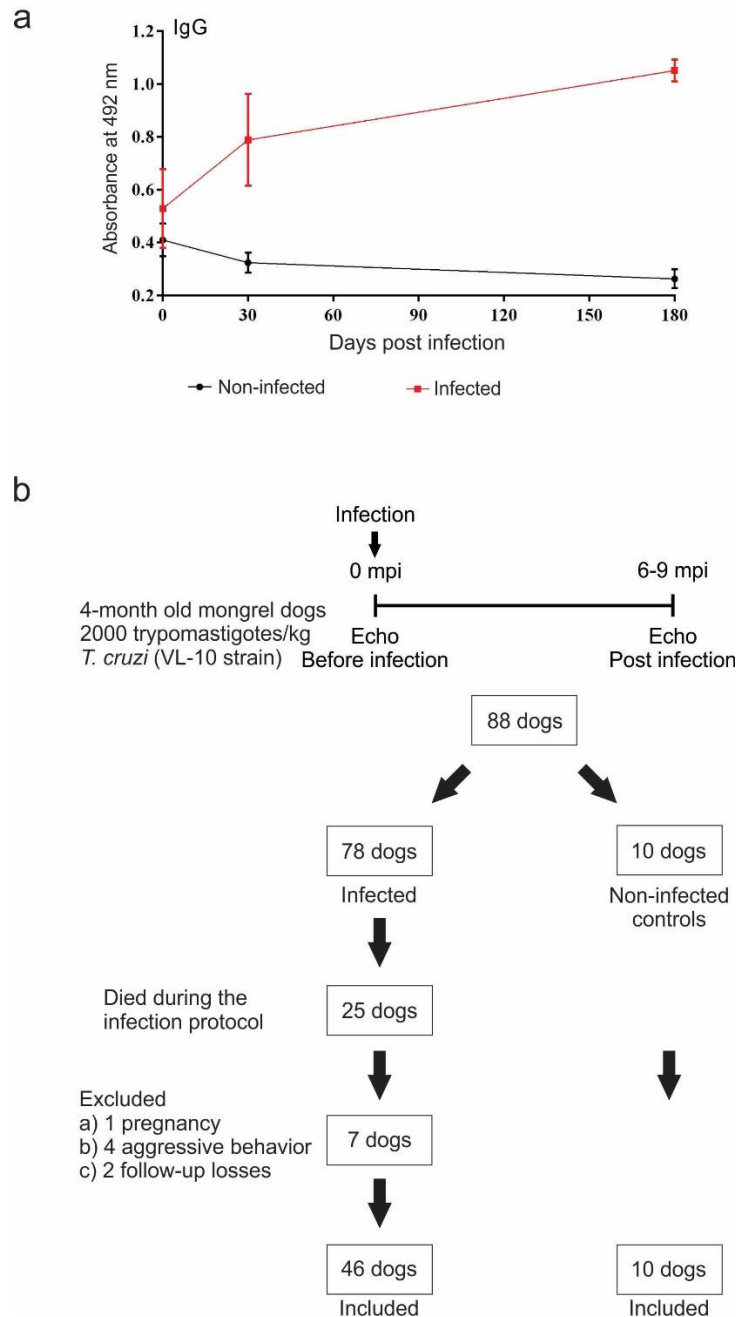 a
IgG
1.2
1.0
0.8
0.6
0.4
0.2
Absorbance at 492 nm
0 30 60 90 120 150 180
Days post infection
Non-infected Infected
b
Infection
0 mpi 6-9 mpi
4-month old mongrel dogs
2000 trypomastigotes/kg
T. cruzi (VL-10 strain)
Echo
Before infection
Echo
Post infection
88 dogs
78 dogs
Infected
10 dogs
Non-infected
controls
Died during the
infection protocol
25 dogs
Excluded
a) 1 pregnancy
b) 4 aggressive behavior
c) 2 follow-up losses
7 dogs
46 dogs
Included
10 dogs
Included